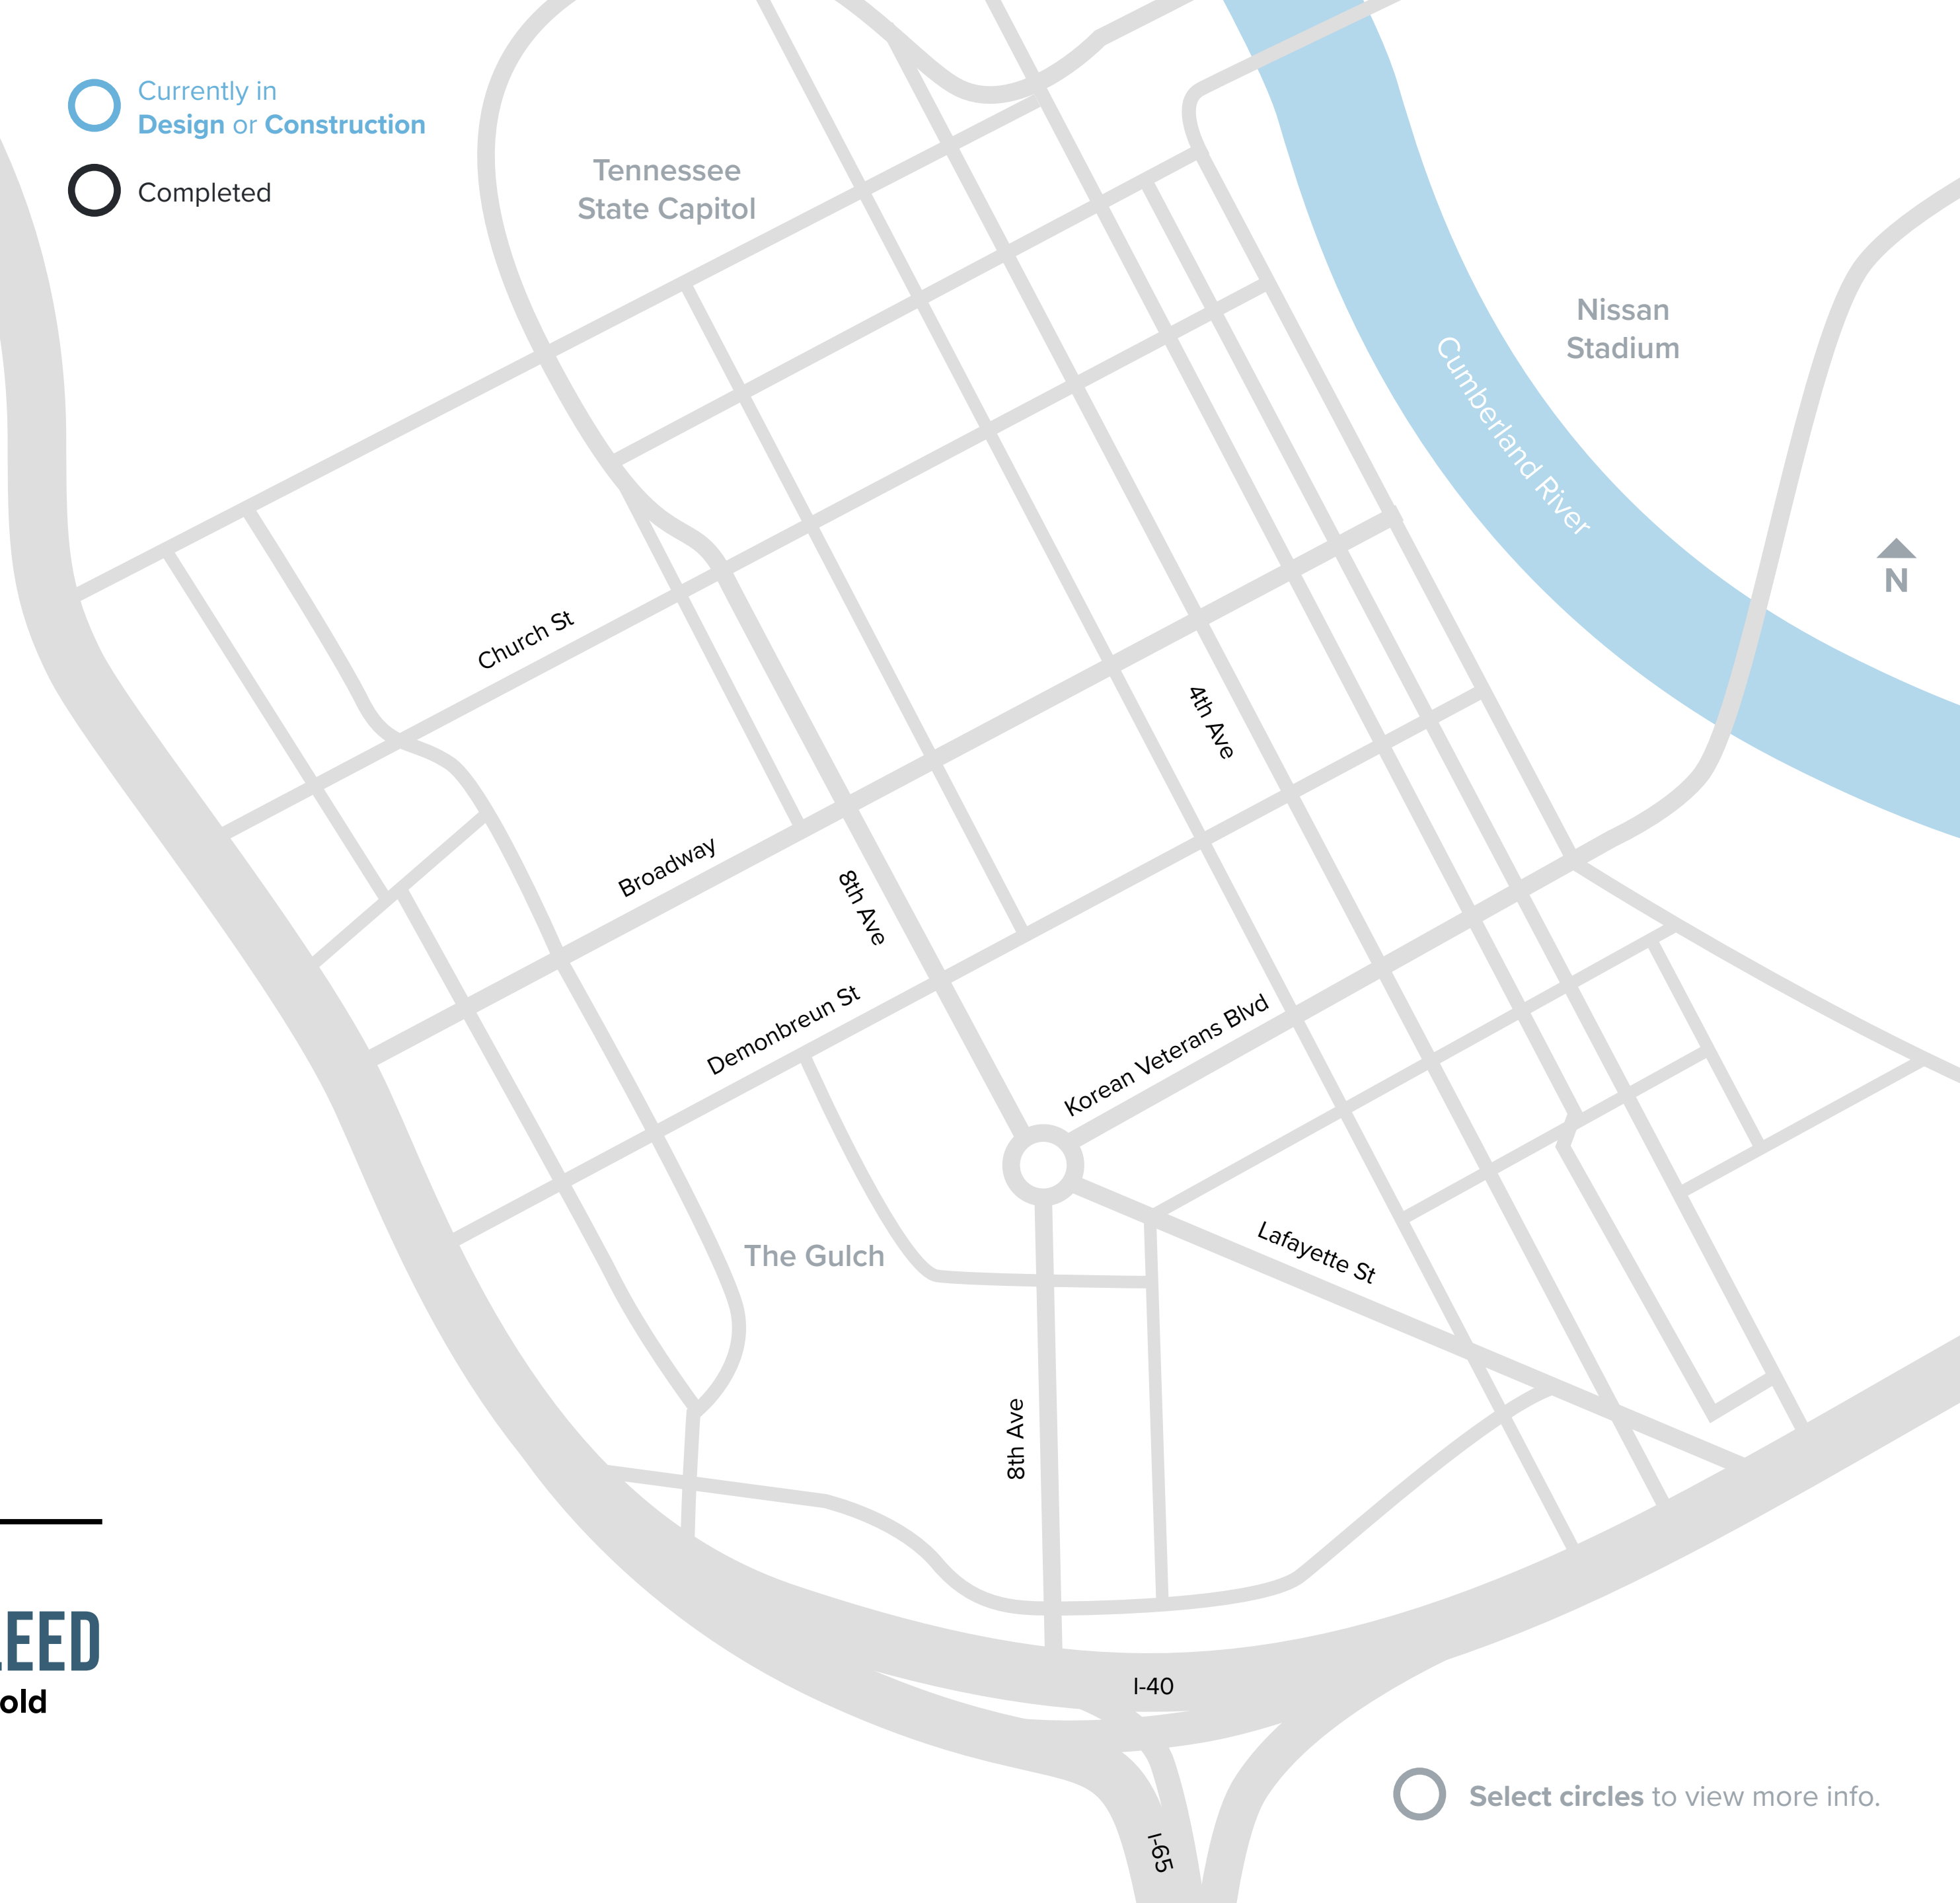 Currently in
Design or Construction
Completed
Tennessee
State Capitol
Nissan
Stadium
Cumberland River
N
Church St
4th Ave
Broadway
8th Ave
Demonbreun St
Korean Veterans Blvd
Lafayette St
The Gulch
8th Ave
EED
old
I-40
Select circles to view more info.
I-65